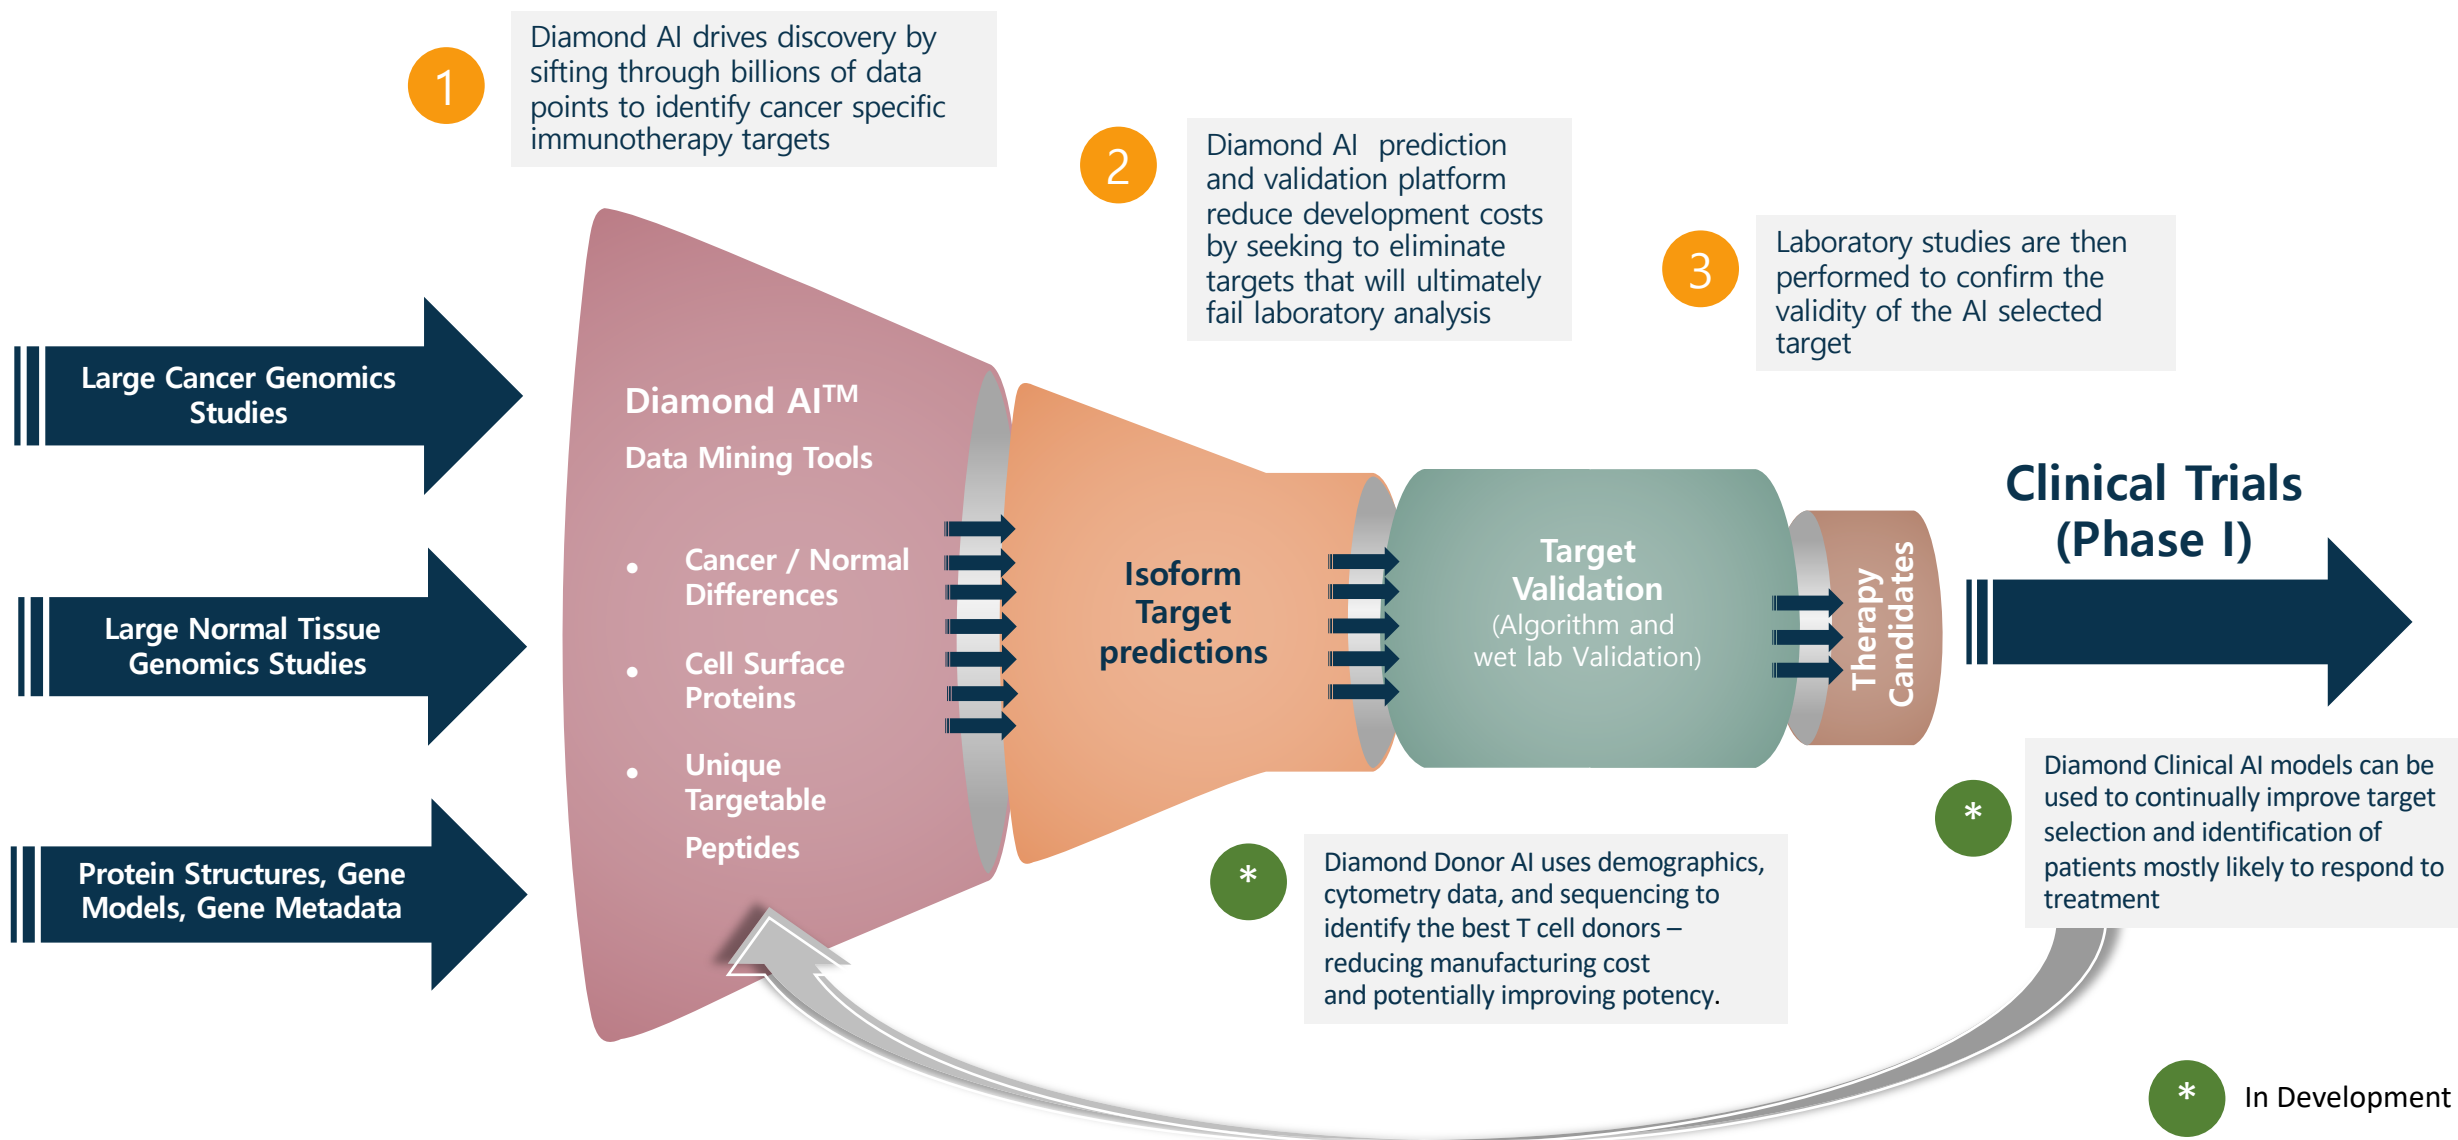 1
Diamond AI drives discovery by
sifting through billions of data
points to identify cancer specific
immunotherapy targets
2
Diamond AI prediction
and validation platform
reduce development costs
by seeking to eliminate
targets that will ultimately
fail laboratory analysis
3
Laboratory studies are then
performed to confirm the
validity of the AI selected
target
Large Cancer Genomics
Studies
Large Normal Tissue
Genomics Studies
Protein Structures, Gene
Models, Gene Metadata
Diamond AI™
Data Mining Tools
• Cancer / Normal
Differences
• Cell Surface
Proteins
• Unique
Targetable
Peptides
Isoform
Target
predictions
Target
Validation
(Algorithm and
wet lab Validation)
Therapy
Candidates
Clinical Trials
(Phase I)
*
Diamond Donor AI uses demographics,
cytometry data, and sequencing to
identify the best T cell donors –
reducing manufacturing cost
and potentially improving potency.
*
Diamond Clinical AI models can be
used to continually improve target
selection and identification of
patients mostly likely to respond to
treatment
* In Development